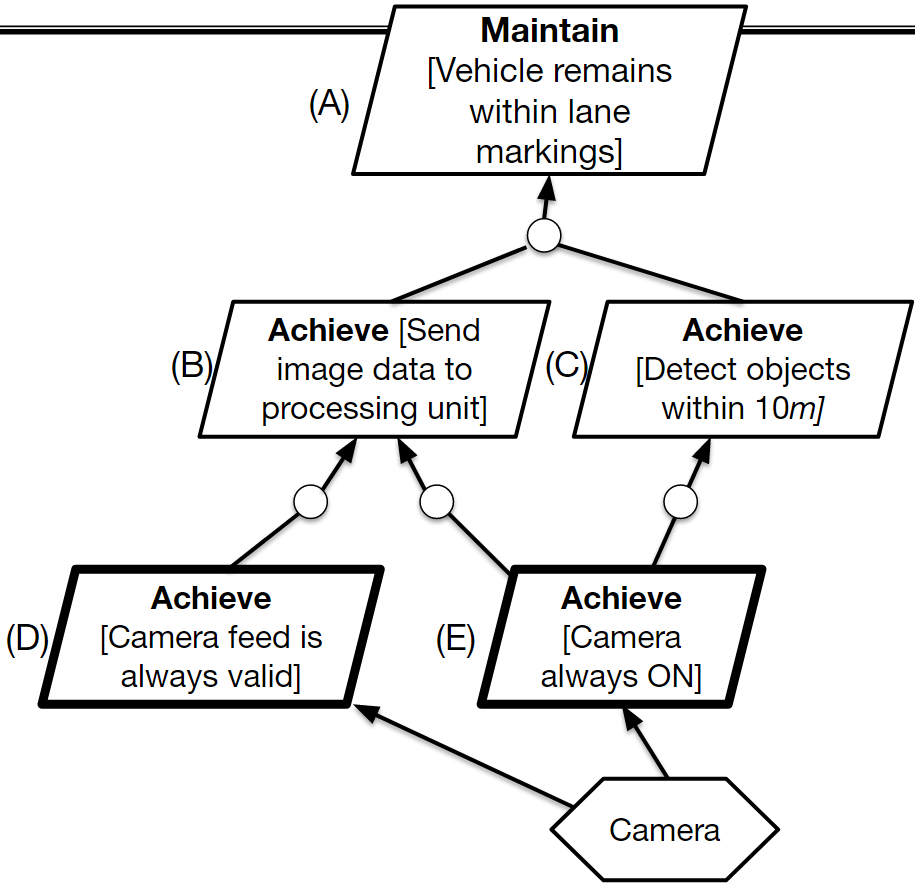 Maintain
[Vehicle remains
within lane
markings]
(A)
Achieve [Send
image data to
processing unit]
(B)
Achieve
[Detect objects
within 10m]
(C)
Achieve
[Camera feed is
always valid]
(D)
Achieve
[Camera
always ON]
(E)
Camera